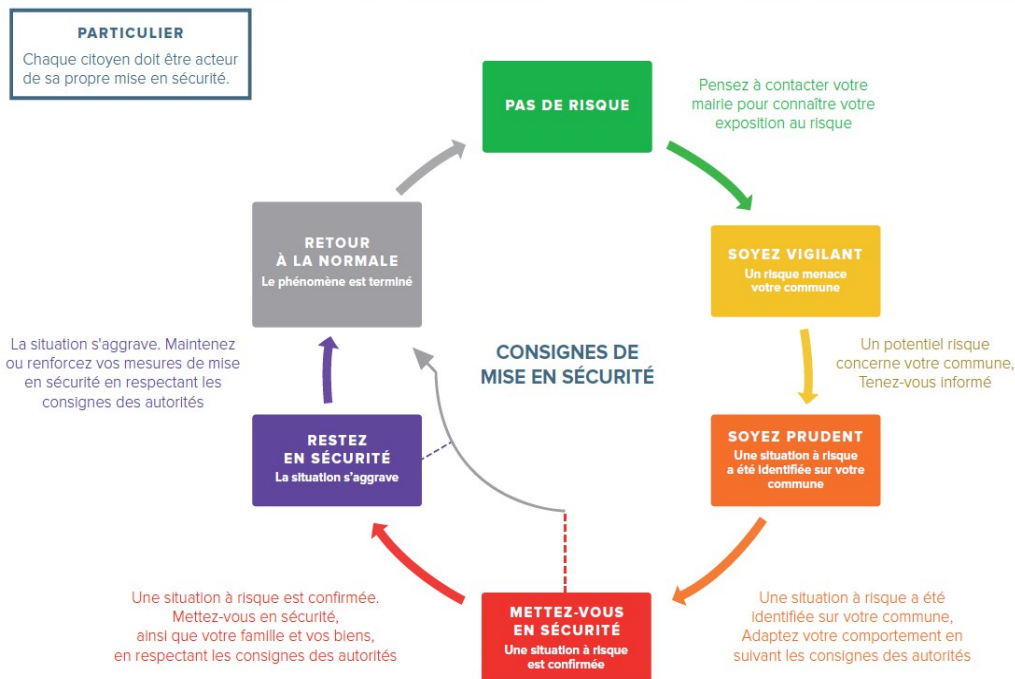 PARTICULIER
Chaque citoyen doit être acteur
de sa propre mise en sécurité.
PAS DE RISQUE
Pensez à contacter votre
mairie pour connaître votre
exposition au risque
SOYEZ VIGILANT
Un risque menace
votre commune
Un potentiel risque
concerne votre commune,
Tenez-vous informé
SOYEZ PRUDENT
Une situation à risque
a été identifiée sur votre
commune
Une situation à risque a été
identifiée sur votre commune,
Adaptez votre comportement en
suivant les consignes des autorités
METTEZ-VOUS
EN SÉCURITÉ
Une situation à risque
est confirmée
Une situation à risque est confirmée.
Mettez-vous en sécurité,
ainsi que votre famille et vos biens,
en respectant les consignes des autorités
RESTEZ
EN SÉCURITÉ
La situation s'aggrave
La situation s'aggrave. Maintenez
ou renforcez vos mesures de mise
en sécurité en respectant les
consignes des autorités
RETOUR
À LA NORMALE
Le phénomène est terminé
CONSIGNES DE
MISE EN SÉCURITÉ